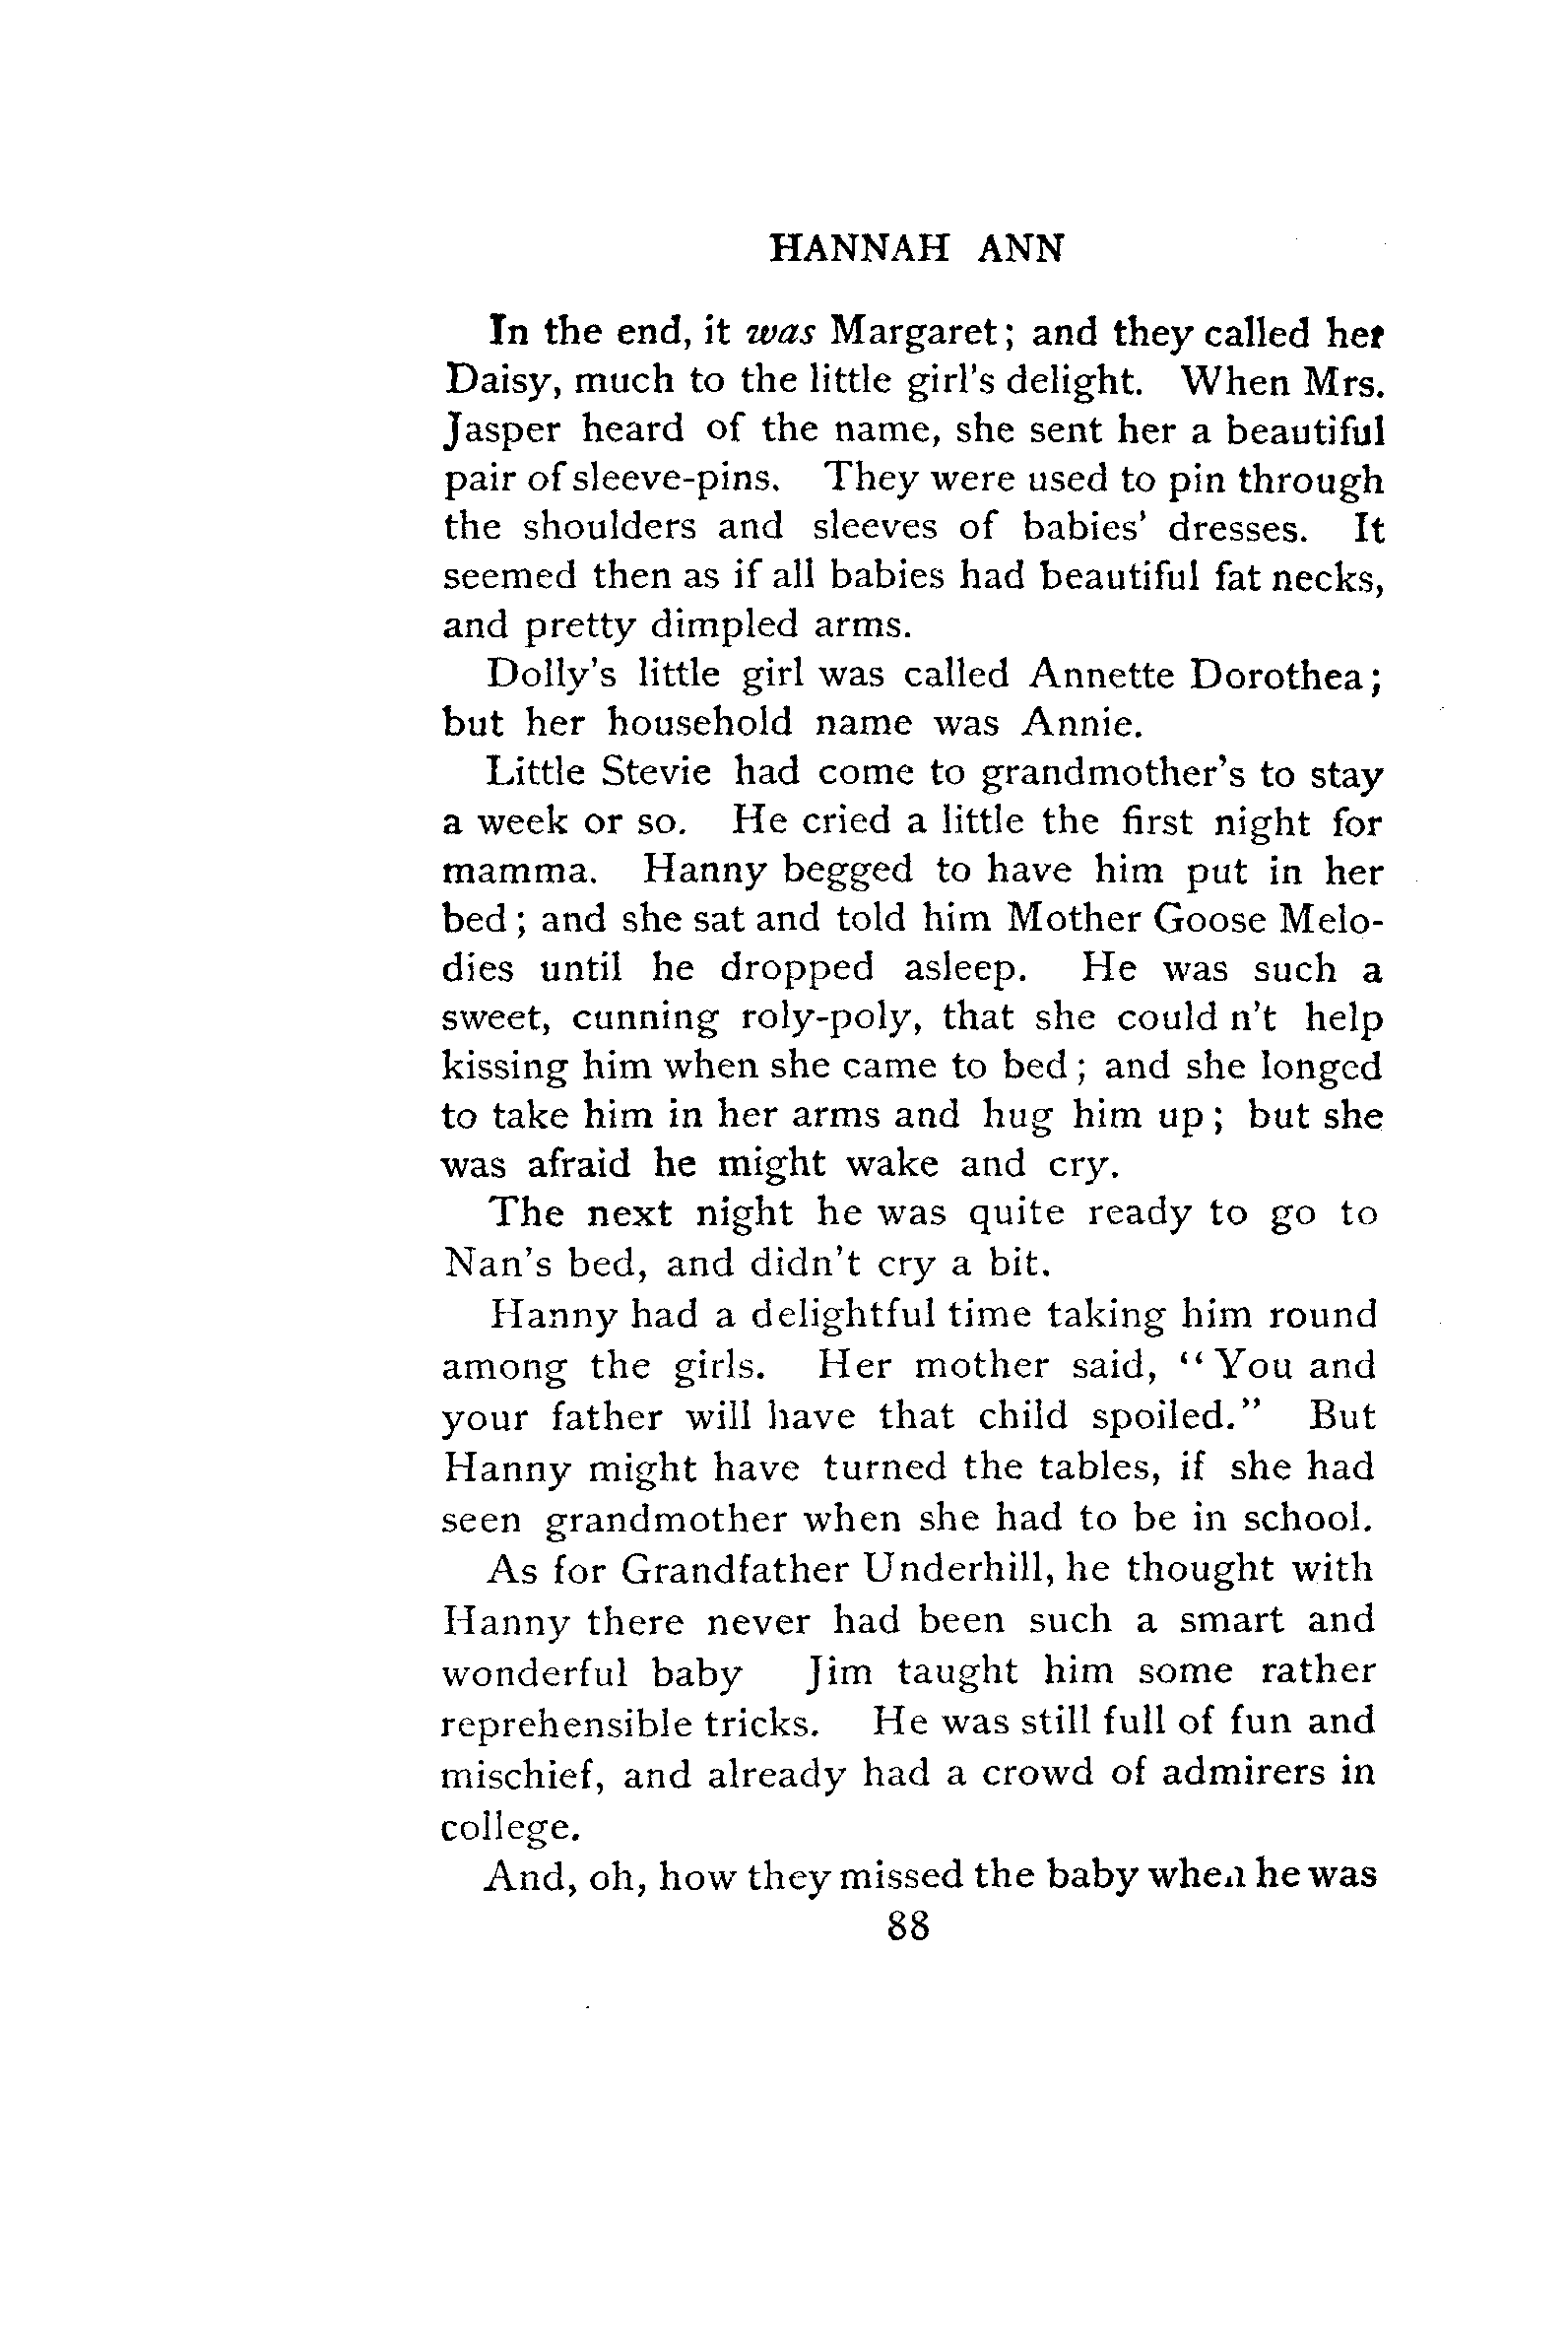 HANNAH ANN
In the end, it was Margaret; and they called her
Daisy, much to the little girl's delight. When Mrs.
Jasper heard of the name, she sent her a beautiful
pair of sleeve-pins. They were used to pin through
the shoulders and sleeves of babies' dresses. It
seemed then as if all babies had beautiful fat necks,
and pretty dimpled arms.
Dolly's little girl was called Annette Dorothea;
but her household name was Annie.
Little Stevie had come to grandmother's to stay
a week or so. He cried a little the first night for
mamma. Hanny begged to have him put in her
bed; and she sat and told him Mother Goose Melo-
dies until he dropped asleep. He was such a
sweet, cunning roly-poly, that she could n't help
kissing him when she came to bed; and she longed
to take him in her arms and hug him up; but she
was afraid he might wake and cry.
The next night he was quite ready to go to
Nan's bed, and didn't cry a bit.
Hanny had a delightful time taking him round
among the girls. Her mother said, "You and
your father will have that child spoiled." But
Hanny might have turned the tables, if she had
seen grandmother when she had to be in school.
As for Grandfather Underhill, he thought with
Hanny there never had been such a smart and
wonderful baby Jim taught him some rather
reprehensible tricks. He was still full of fun and
mischief, and already had a crowd of admirers in
college.
And, oh, how they missed the baby when he was
88